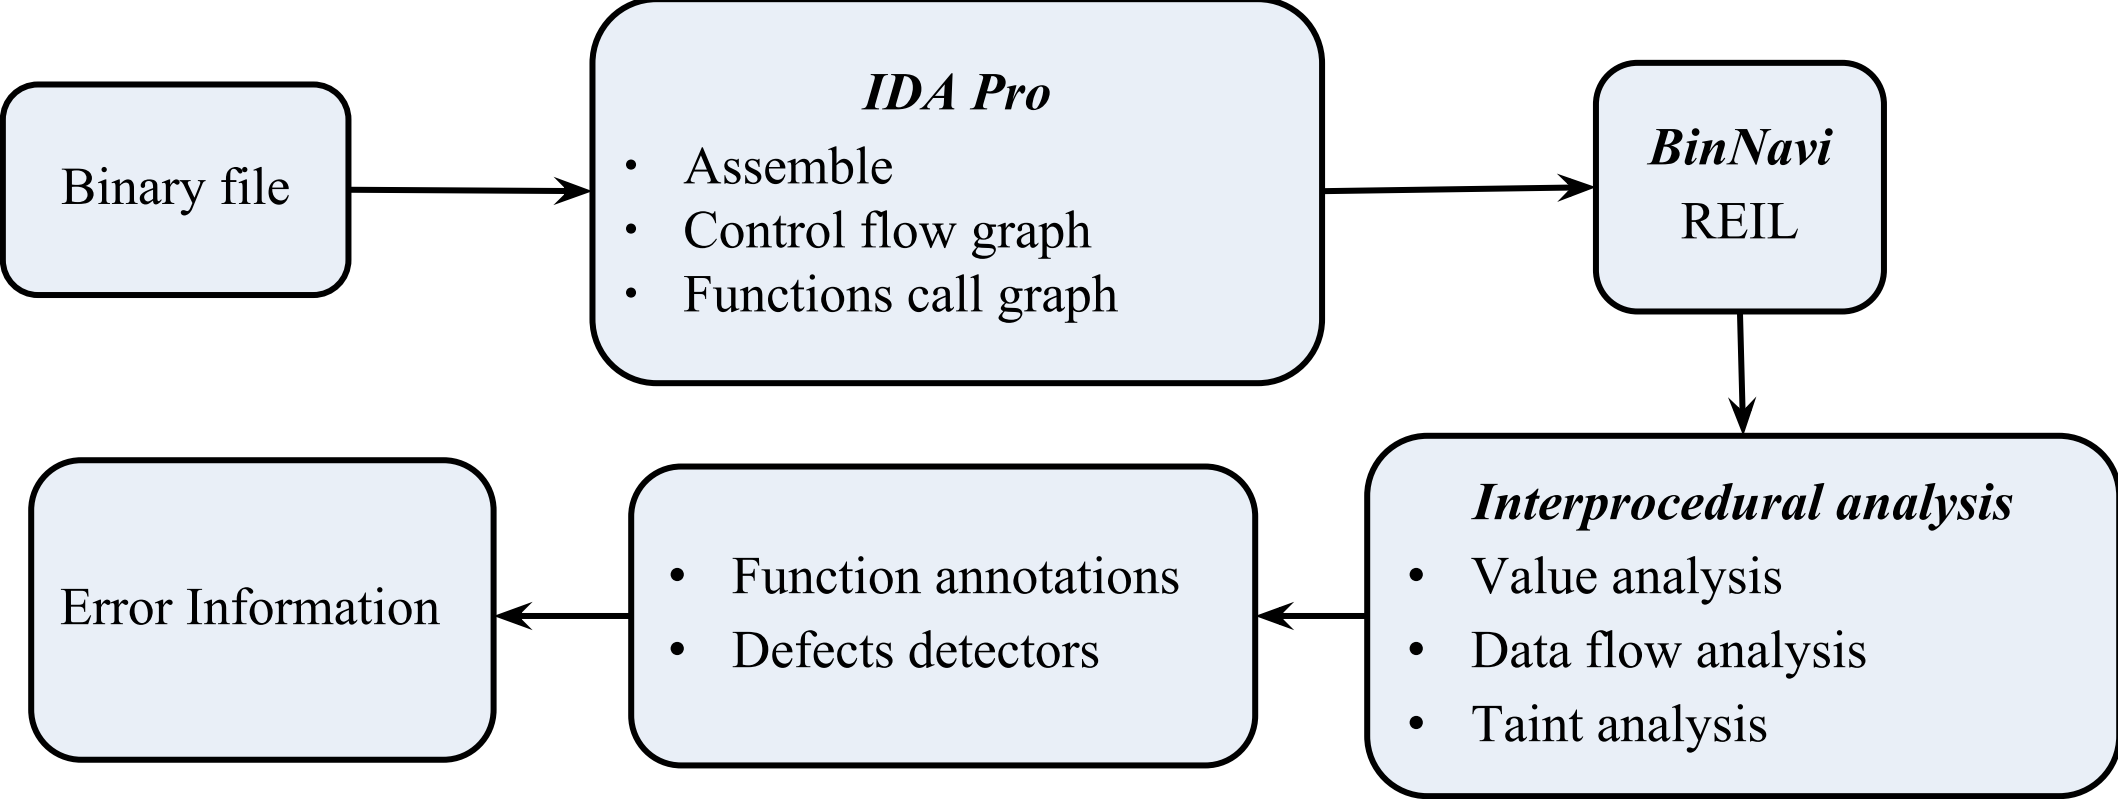 Binary file
IDA Pro
• Assemble
• Control flow graph
• Functions call graph
BinNavi
REIL
Interprocedural analysis
• Value analysis
• Data flow analysis
• Taint analysis
• Function annotations
• Defects detectors
Error Information